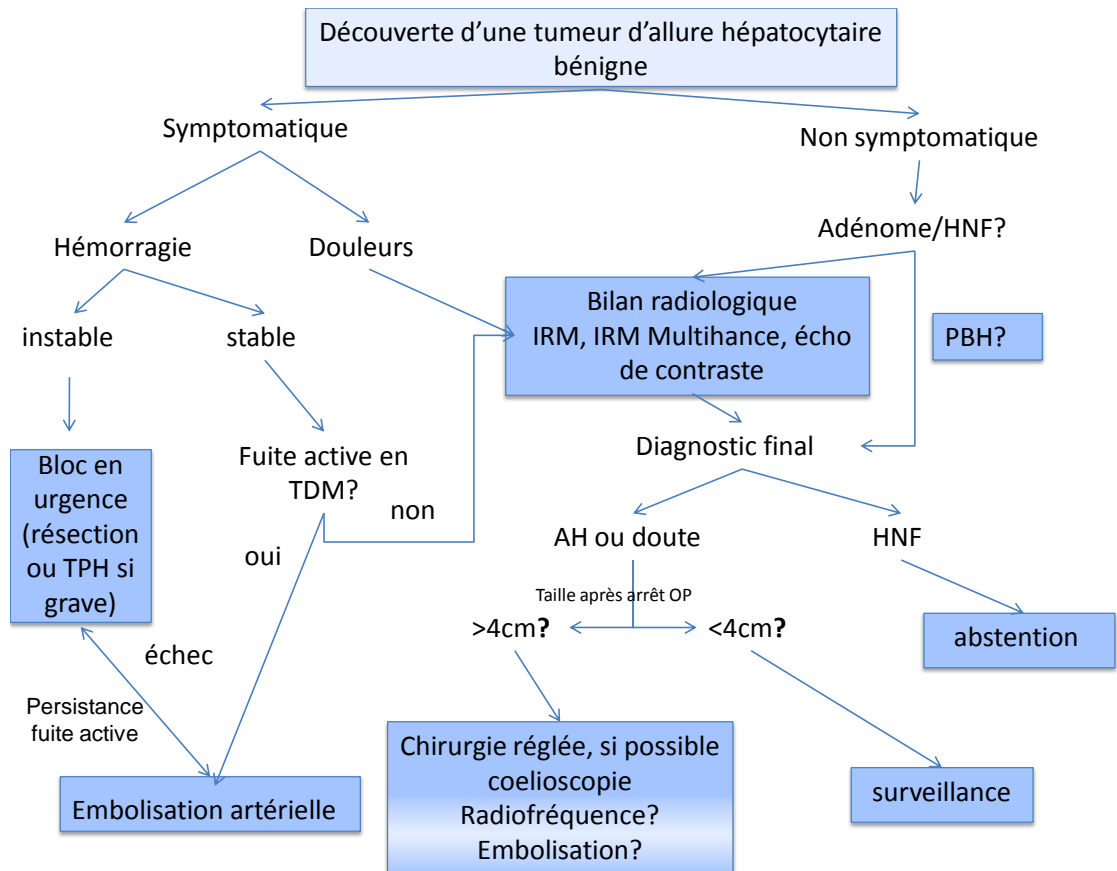 Découverte d’une tumeur d’allure hépatocytaire
bénigne
Symptomatique
Non symptomatique
Hémorragie
Douleurs
Adénome/HNF?
instable
stable
Bilan radiologique
IRM, IRM Multihance, écho
de contraste
PBH?
Bloc en
urgence
(résection
ou TPH si
grave)
Fuite active en
TDM?
non
oui
Diagnostic final
AH ou doute
HNF
Taille après arrêt OP
>4cm?
<4cm?
abstention
échec
Persistance
fuite active
Embolisation artérielle
Chirurgie réglée, si possible
coelioscopie
Radiofréquence?
Embolisation?
surveillance